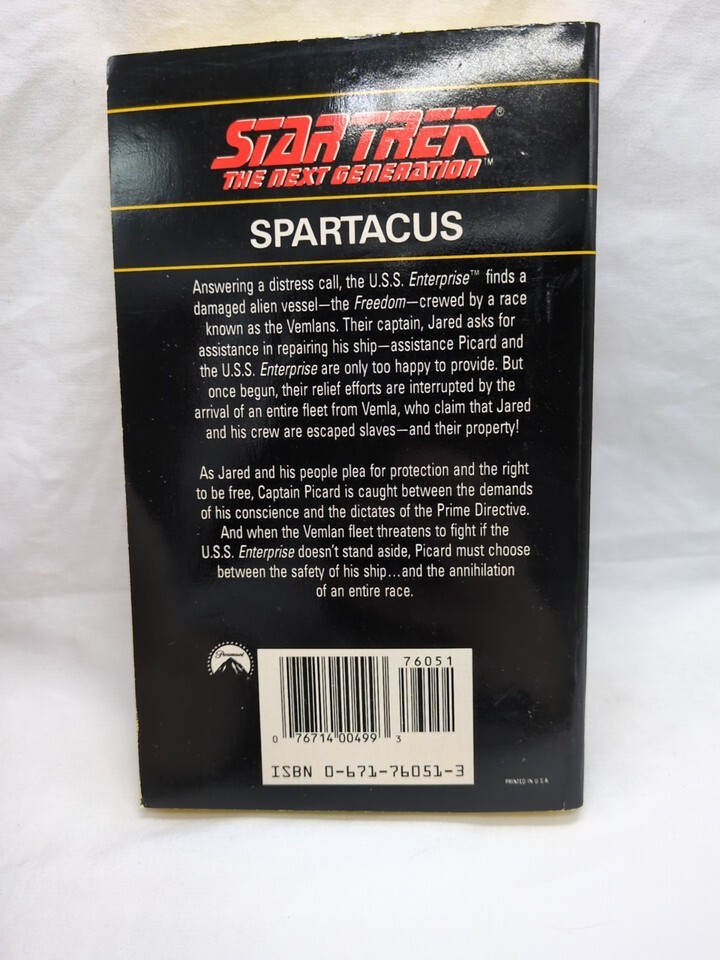 STAR TREK®
THE NEXT GENERATION™
SPARTACUS
Answering a distress call, the U.S.S. Enterprise™ finds a
damaged alien vessel—the Freedom—crewed by a race
known as the Vemlans. Their captain, Jared asks for
assistance in repairing his ship—assistance Picard and
the U.S.S. Enterprise are only too happy to provide. But
once begun, their relief efforts are interrupted by the
arrival of an entire fleet from Vemla, who claim that Jared
and his crew are escaped slaves—and their property!
As Jared and his people plea for protection and the right
to be free, Captain Picard is caught between the demands
of his conscience and the dictates of the Prime Directive.
And when the Vemlan fleet threatens to fight if the
U.S.S. Enterprise doesn't stand aside, Picard must choose
between the safety of his ship...and the annihilation
of an entire race.
Paramount
76051
0 76714 00499 3
ISBN 0-671-76051-3
PRINTED IN U.S.A.